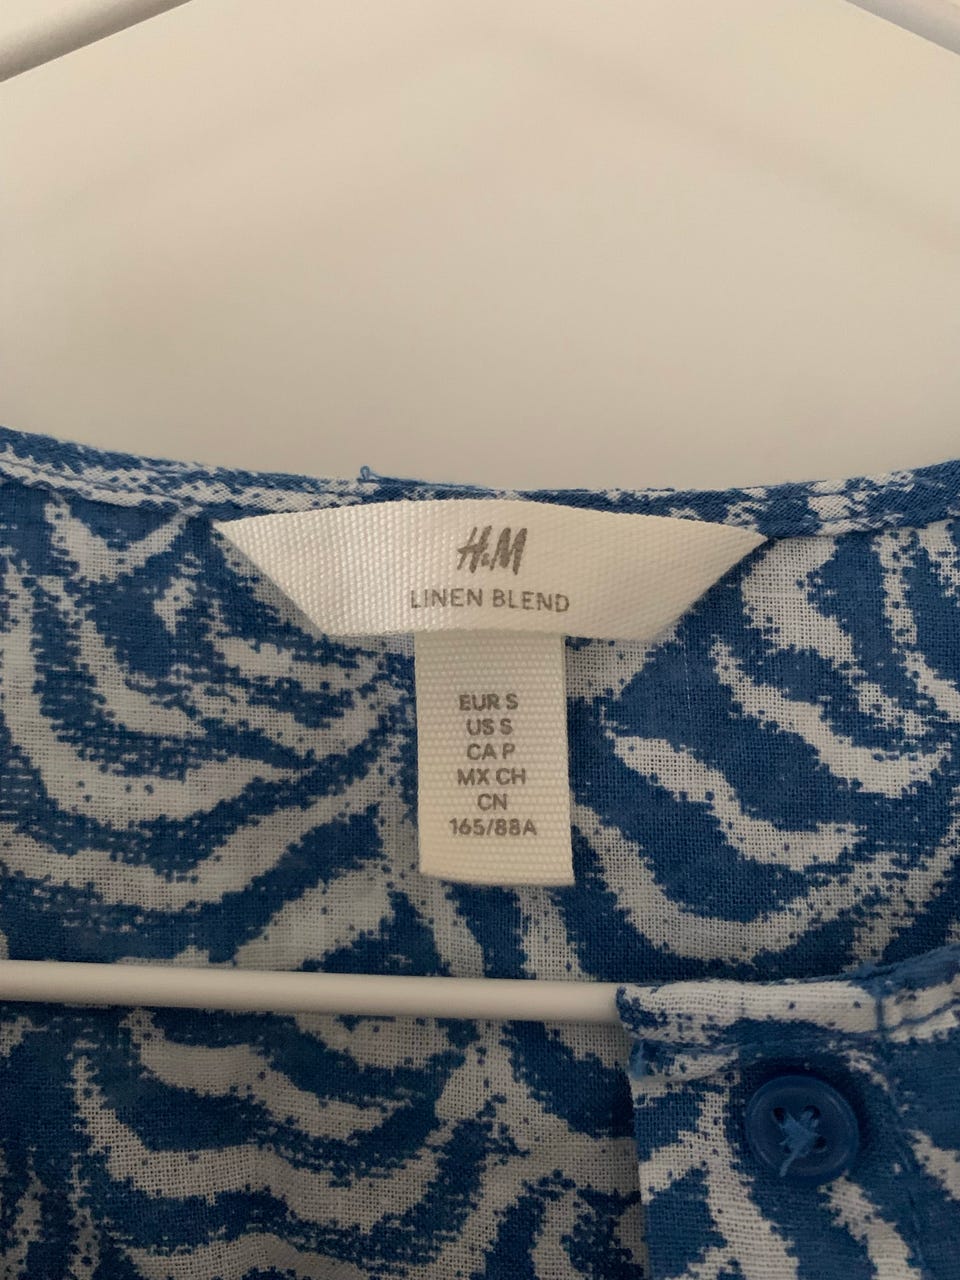 H&M
LINEN BLEND
EUR S
US S
CA P
MX CH
CN
165/88A